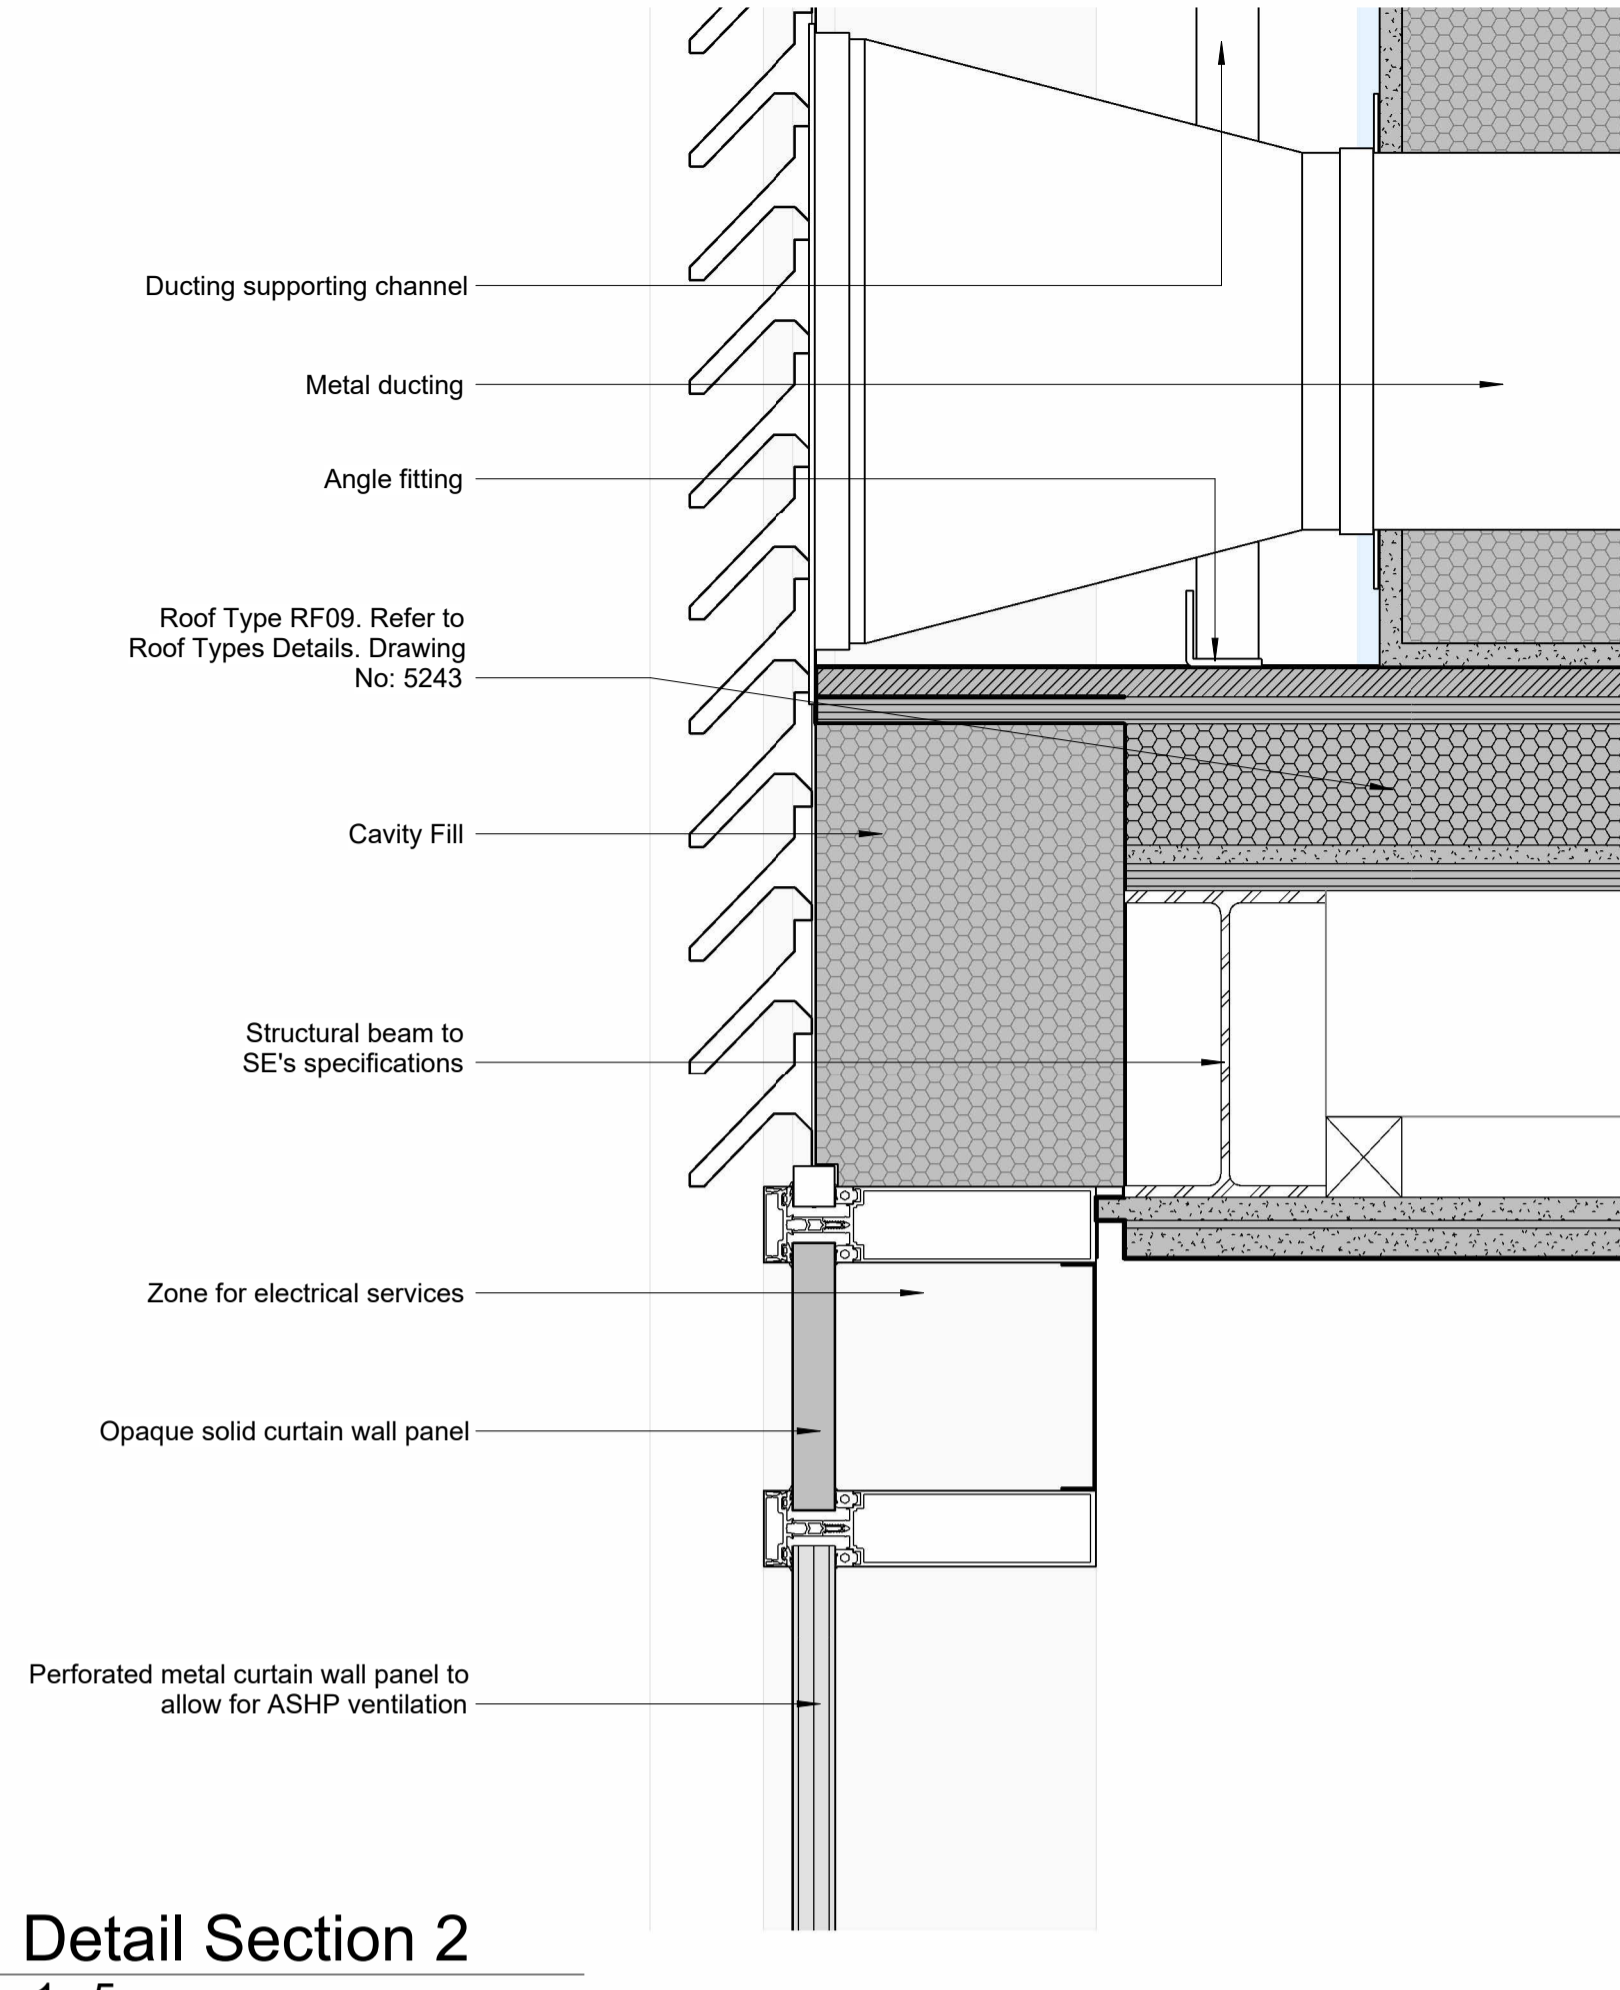 Ducting supporting channel
Metal ducting
Angle fitting
Roof Type RF09. Refer to
Roof Types Details. Drawing
No: 5243
Cavity Fill
Structural beam to
SE's specifications
Zone for electrical services
Opaque solid curtain wall panel
Perforated metal curtain wall panel to
allow for ASHP ventilation
Detail Section 2